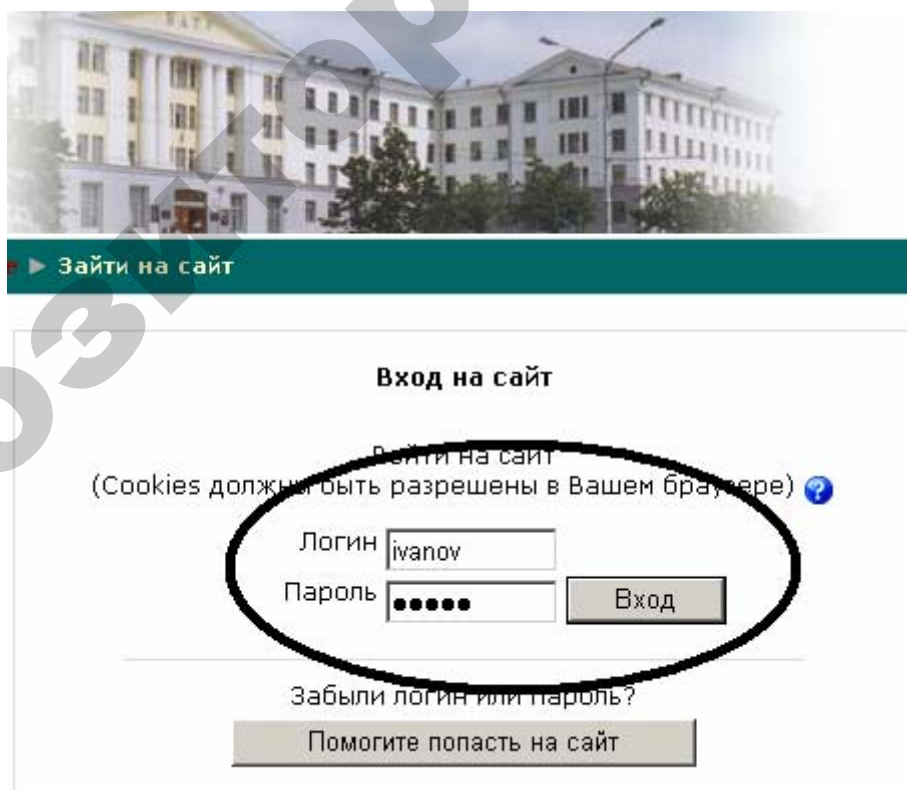 ▶ Зайти на сайт
Вход на сайт
Войти на сайт
(Cookies должны быть разрешены в Вашем браузере)
Логин ivanov
Пароль ●●●●● Вход
Забыли логин или пароль?
Помогите попасть на сайт